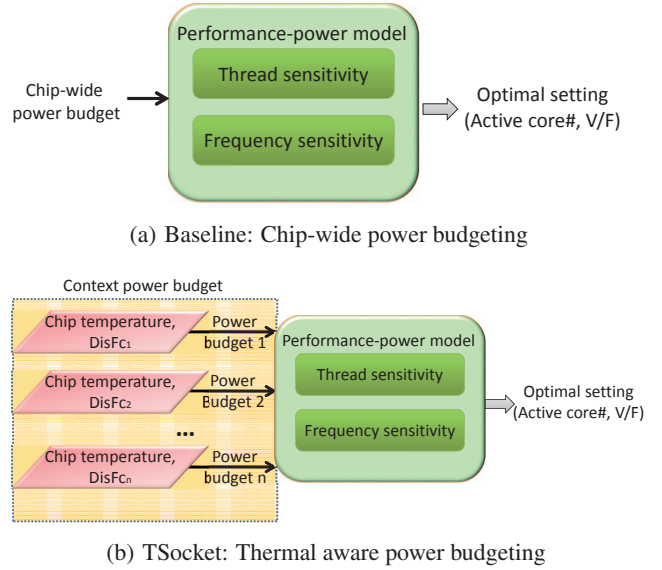 Performance-power model
Thread sensitivity
Frequency sensitivity
Chip-wide
power budget
Optimal setting
(Active core#, V/F)
(a) Baseline: Chip-wide power budgeting
Context power budget
Chip temperature,
DisFc1
Power
budget 1
Chip temperature,
DisFc2
Power
Budget 2
...
Chip temperature,
DisFcn
Power
budget n
Performance-power model
Thread sensitivity
Frequency sensitivity
Optimal setting
(Active core#, V/F)
(b) TSocket: Thermal aware power budgeting